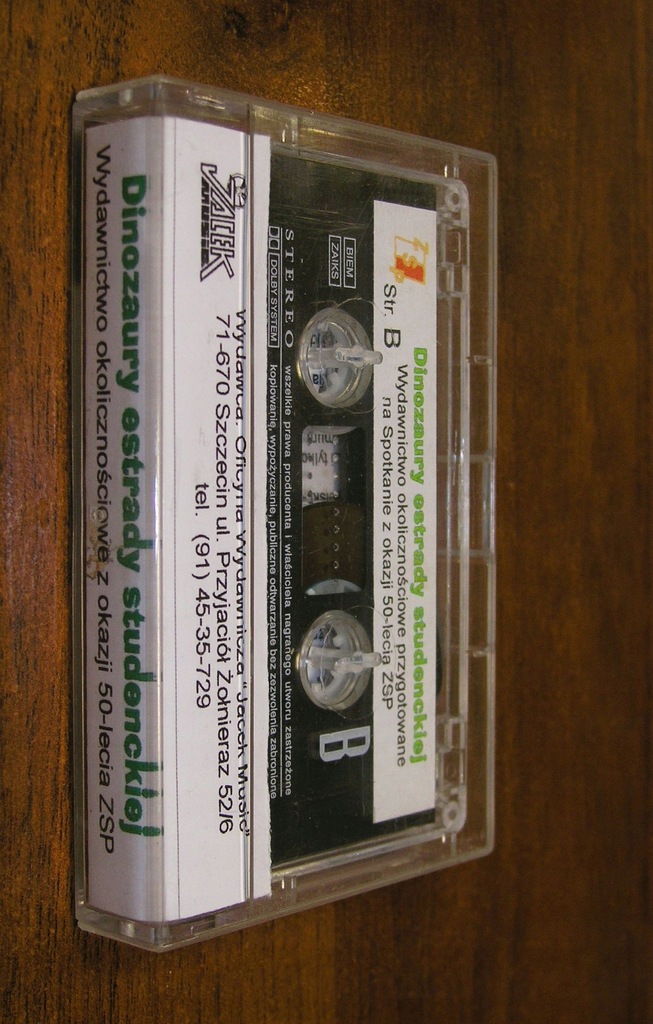 Dinozaury estrady studenckiej
Wydawnictwo okolicznościowe przygotowane
na Spotkanie z okazji 50-lecia ZSP
zsp
Str. B
BIEM
ZAIKS
B
STEREO
DOLBY SYSTEM
wszelkie prawa producenta i właściciela nagranego utworu zastrzeżone
kopiowanie, wypożyczanie, publiczne odtwarzanie bez zezwolenia zabronione
JACEK
MUSIC
Wydawca: Oficyna Wydawnicza "Jacek Music"
71-670 Szczecin ul. Przyjaciół Żołnieraz 52/6
tel. (91) 45-35-729
Dinozaury estrady studenckiej
Wydawnictwo okolicznościowe z okazji 50-lecia ZSP